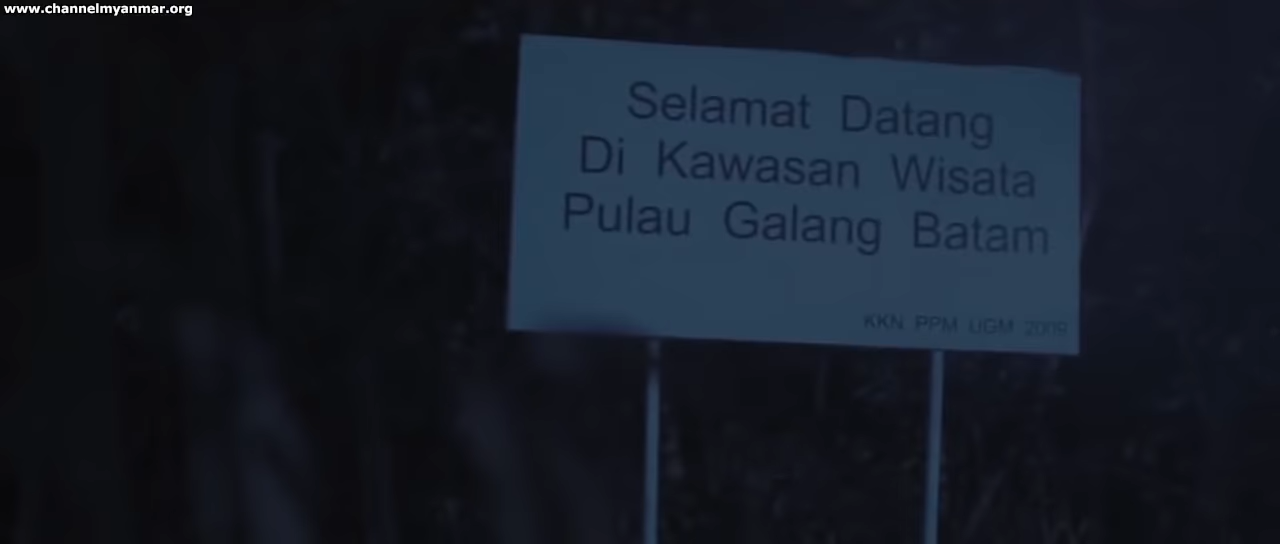 www.channelmyanmar.org
Selamat Datang
Di Kawasan Wisata
Pulau Galang Batam
KKN PPM UGM 2009